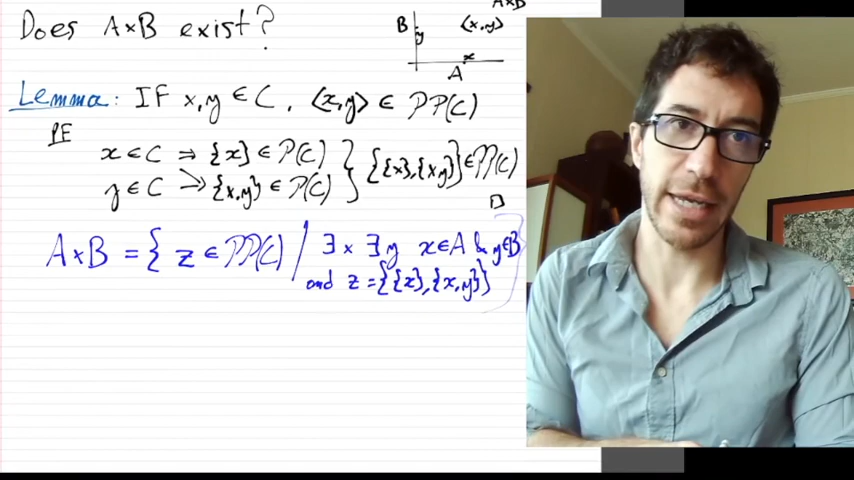 Does A×B exist?
A×B
B
y
⟨x,y⟩
x
A
Lemma: IF x,y ∈ C, ⟨x,y⟩ ∈ PP(C)
PF
x ∈ C ⇒ {x} ∈ P(C) } {{x},{x,y}} ∈ PP(C)
y ∈ C ⇒ {x,y} ∈ P(C)
□
A×B = { z ∈ PP(C) / ∃x ∃y x∈A & y∈B
and z = {{x},{x,y}} }